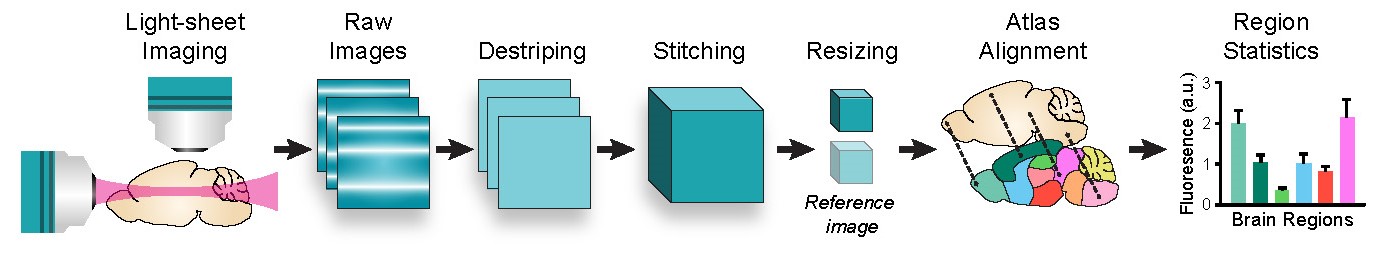 Light-sheet
Imaging
Raw
Images
Destriping
Stitching
Resizing
Reference
image
Atlas
Alignment
Region
Statistics
Fluoresence (a.u.)
3
2
1
0
Brain Regions